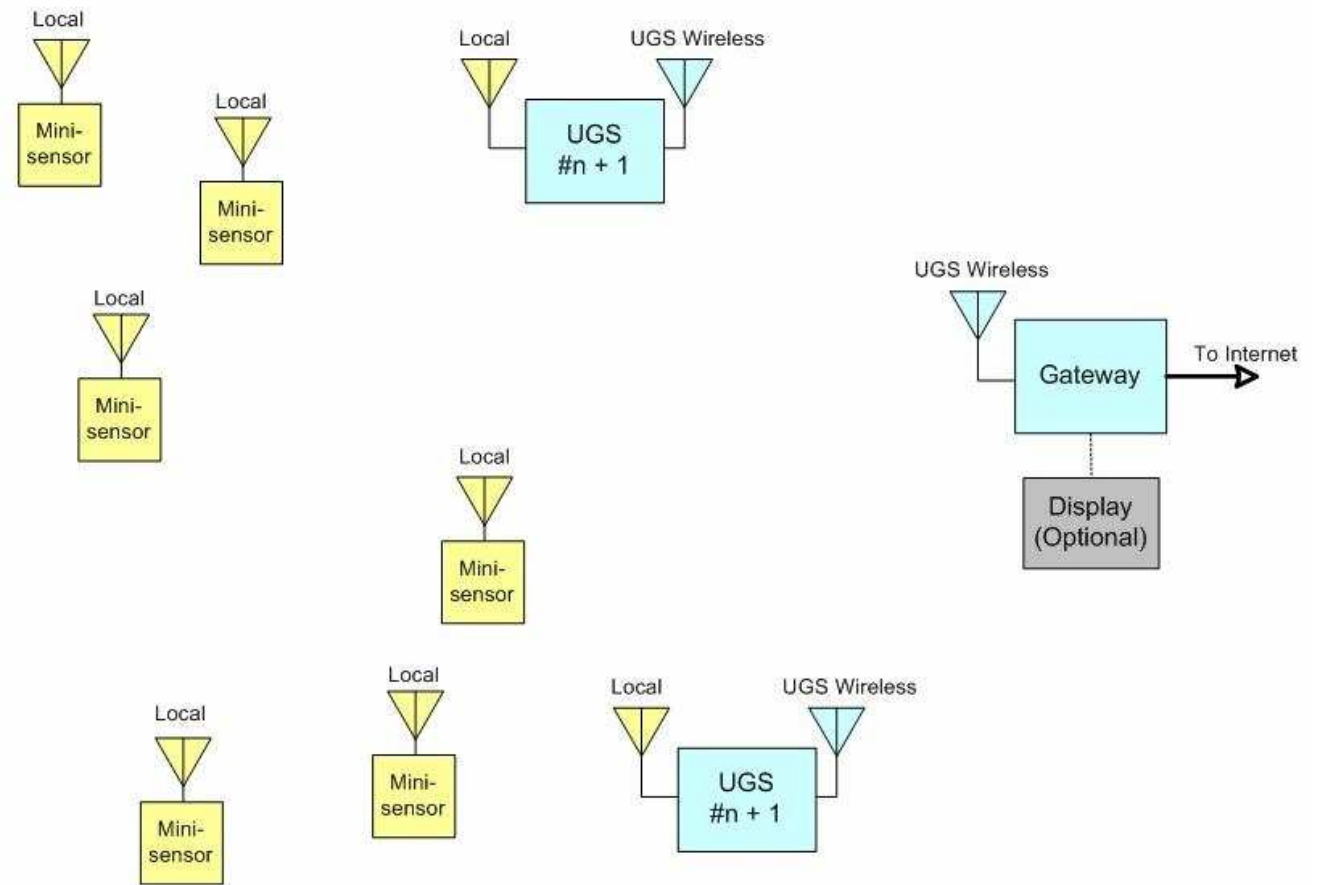 Local
Mini-
sensor
Local
Mini-
sensor
Local
UGS Wireless
UGS
#n + 1
Local
Mini-
sensor
UGS Wireless
Gateway
To Internet
Display
(Optional)
Local
Mini-
sensor
Local
Mini-
sensor
Local
Mini-
sensor
Local
UGS Wireless
UGS
#n + 1